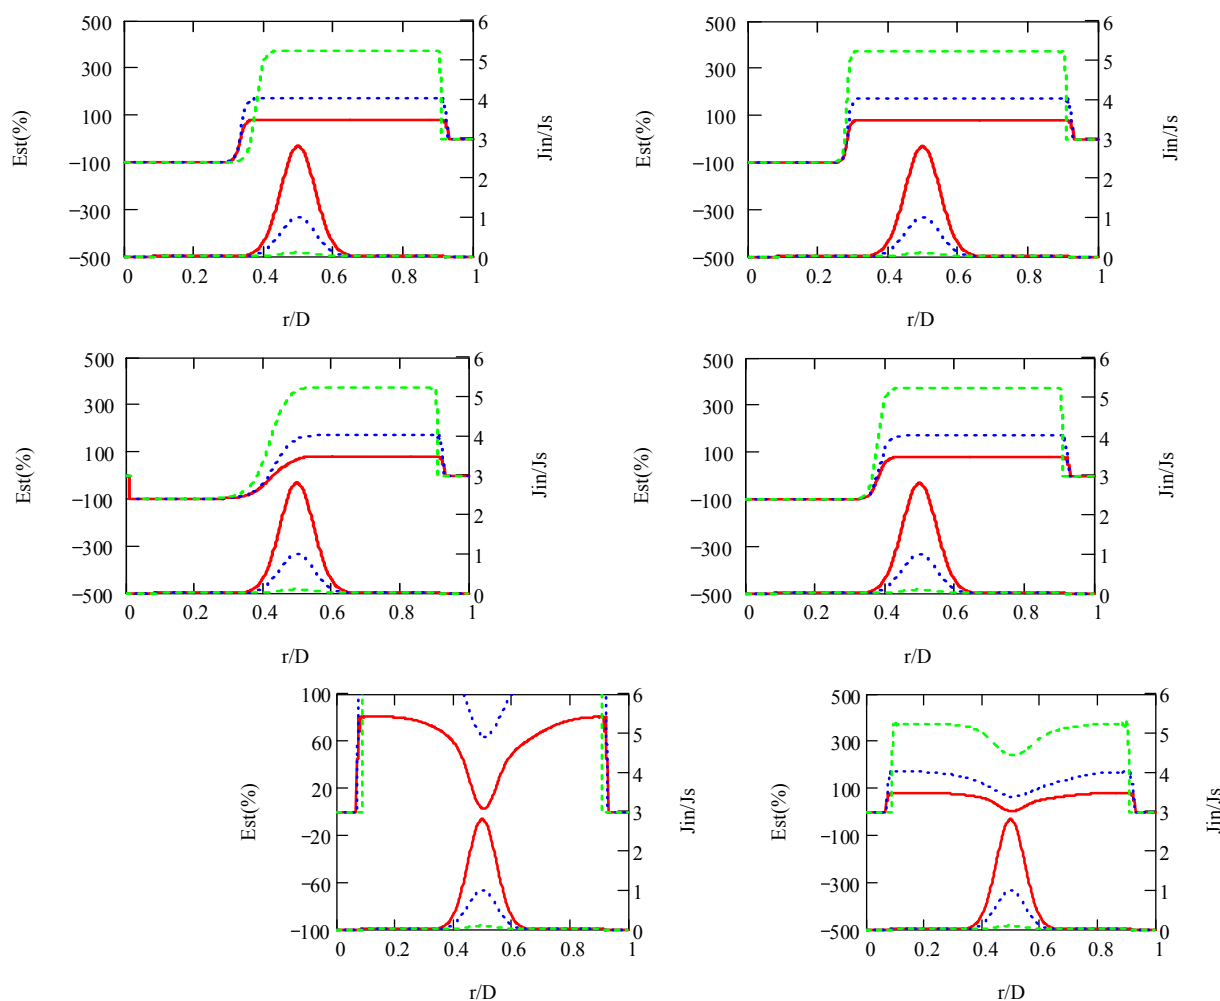 500 6 500 6
300 5 300 5
100 4 100 4
−100 3 −100 3
−300 2 −300 2
−500 1 −500 1
0 0
0 0.2 0.4 0.6 0.8 1 0 0.2 0.4 0.6 0.8 1
Est(%) Jin/Js Est(%) Jin/Js
r/D r/D
500 6 500 6
300 5 300 5
100 4 100 4
−100 3 −100 3
−300 2 −300 2
−500 1 −500 1
0 0
0 0.2 0.4 0.6 0.8 1 0 0.2 0.4 0.6 0.8 1
Est(%) Jin/Js Est(%) Jin/Js
r/D r/D
100 6 500 6
60 5 300 5
20 4 100 4
−20 3 −100 3
−60 2 −300 2
−100 1 −500 1
0 0
0 0.2 0.4 0.6 0.8 1 0 0.2 0.4 0.6 0.8 1
Est(%) Jin/Js Est(%) Jin/Js
r/D r/D